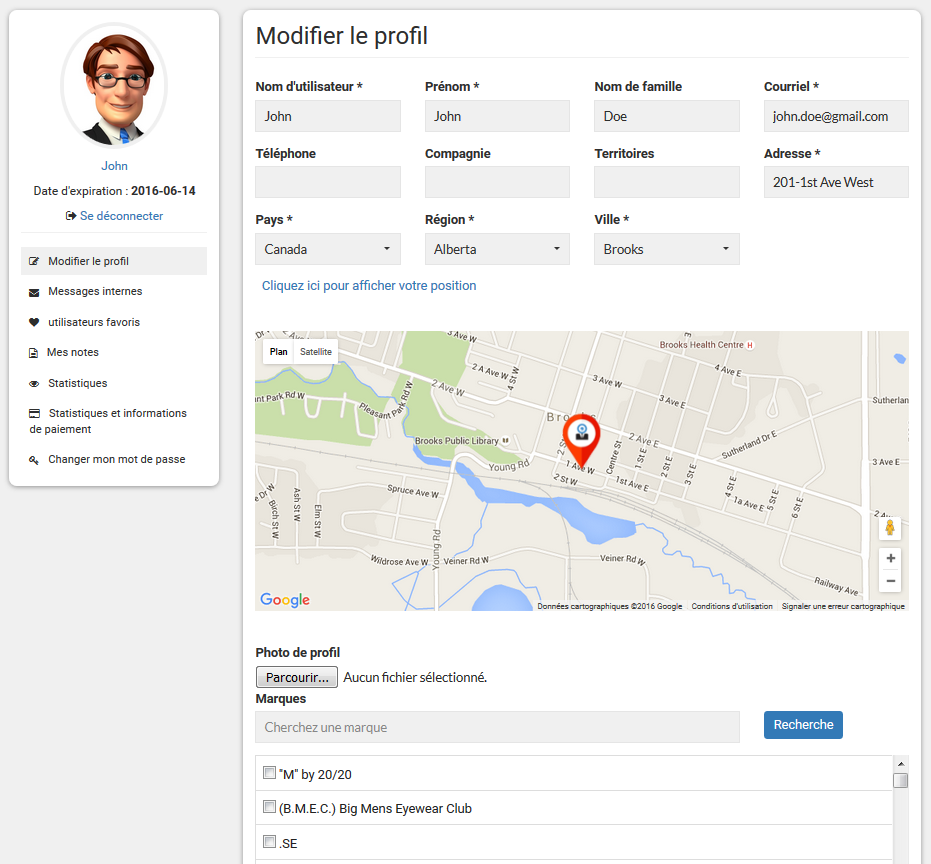 John
Date d'expiration : 2016-06-14
Se déconnecter
Modifier le profil
Messages internes
utilisateurs favoris
Mes notes
Statistiques
Statistiques et informations
de paiement
Changer mon mot de passe
Modifier le profil
Nom d'utilisateur * Prénom * Nom de famille Courriel *
John John Doe john.doe@gmail.com
Téléphone Compagnie Territoires Adresse *
201-1st Ave West
Pays * Région * Ville *
Canada Alberta Brooks
Cliquez ici pour afficher votre position
Plan Satellite
3 Ave W
Brooks Health Centre H
2 A Ave W
4 St W
4 Ave E
2 Ave W
3 Ave W
Pleasant Park Rd W
nt Park Rd W
3 Ave E
Sutherlan
Brooks
Brooks Public Library
2 Ave E
Sutherland Dr E
Centre St
1 St E
2 St E
3 St E
3 Ave E
Young Rd
1 Ave W
2 St W
1st Ave E
Spruce Ave W
4 St E
5 St E
6 St E
1a Ave E
Birch St W
Ash St W
Elm St W
Young Rd
Wildrose Ave W
Veiner Rd W
Veiner Rd W
Railway Ave
Google
Données cartographiques ©2016 Google Conditions d'utilisation Signaler une erreur cartographique
Photo de profil
Parcourir... Aucun fichier sélectionné.
Marques
Cherchez une marque Recherche
"M" by 20/20
(B.M.E.C.) Big Mens Eyewear Club
.SE